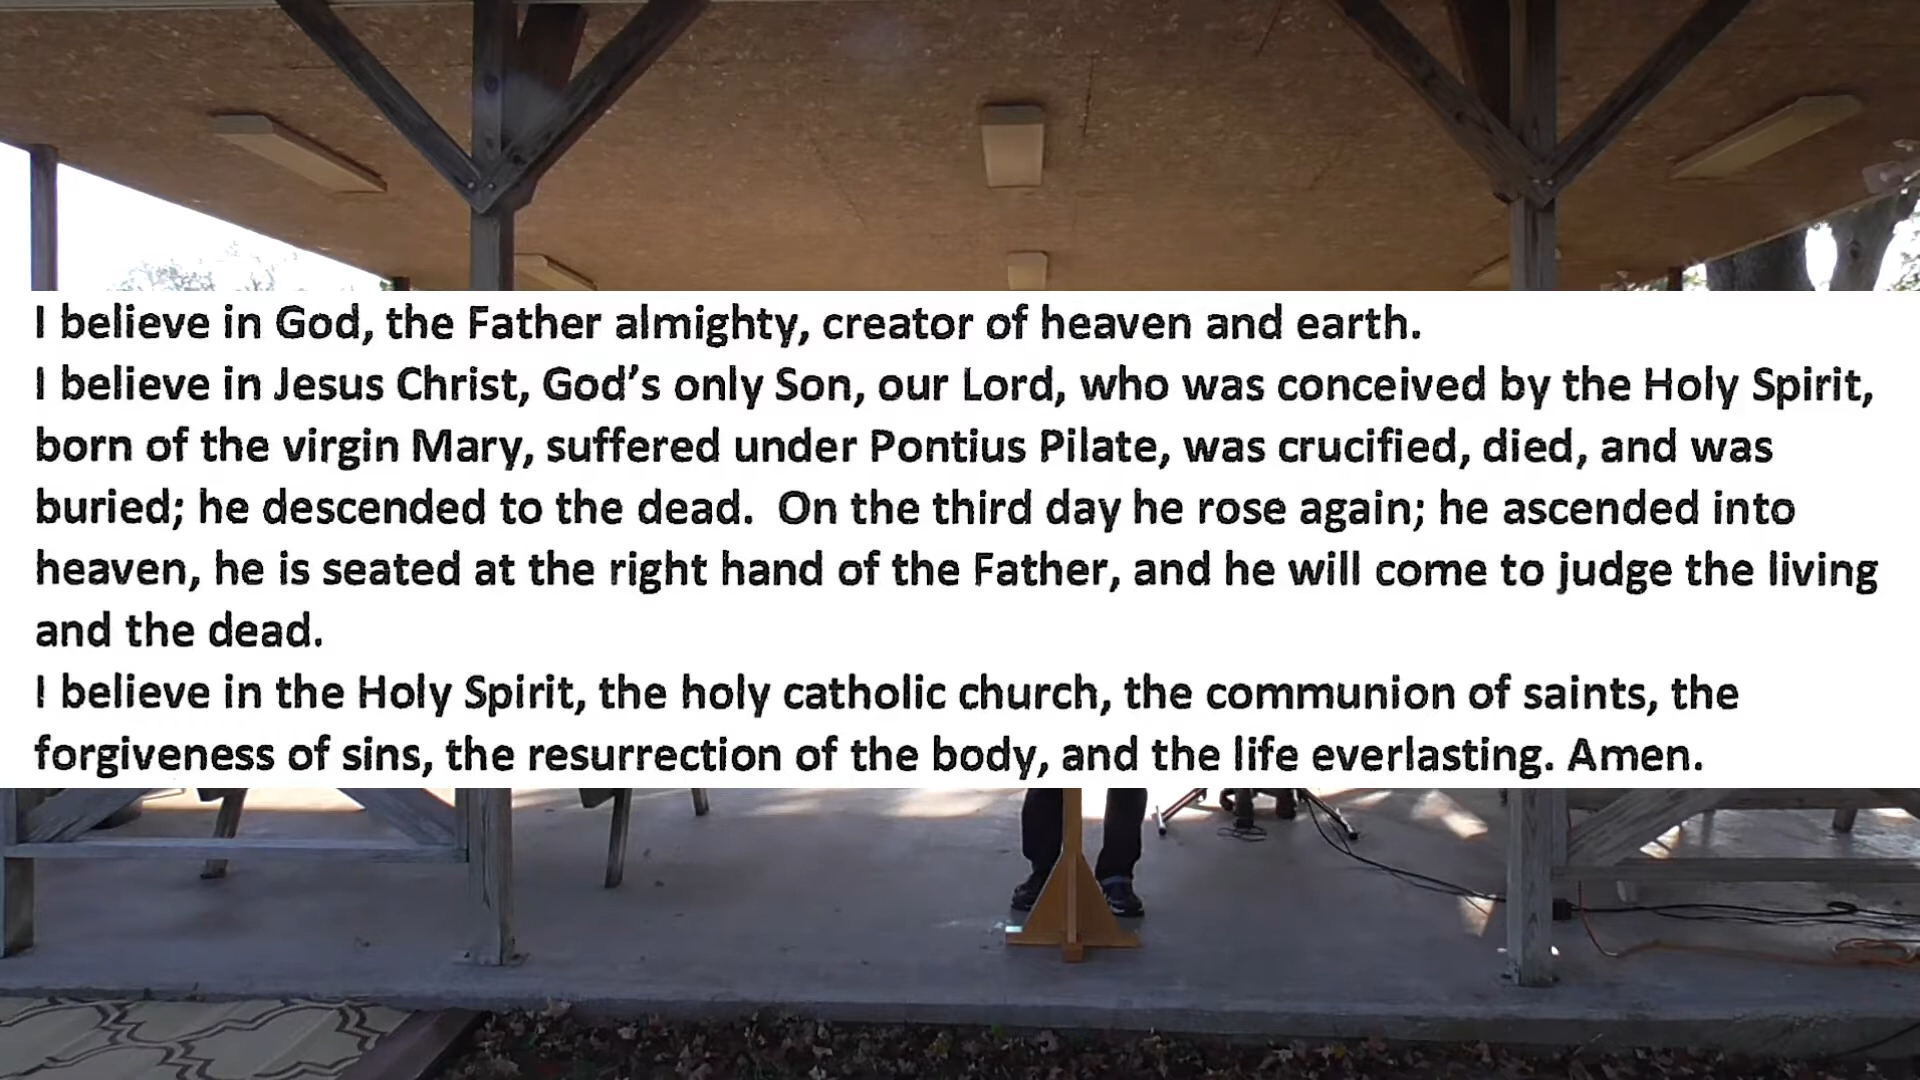 I believe in God, the Father almighty, creator of heaven and earth.
I believe in Jesus Christ, God's only Son, our Lord, who was conceived by the Holy Spirit,
born of the virgin Mary, suffered under Pontius Pilate, was crucified, died, and was
buried; he descended to the dead.  On the third day he rose again; he ascended into
heaven, he is seated at the right hand of the Father, and he will come to judge the living
and the dead.
I believe in the Holy Spirit, the holy catholic church, the communion of saints, the
forgiveness of sins, the resurrection of the body, and the life everlasting. Amen.